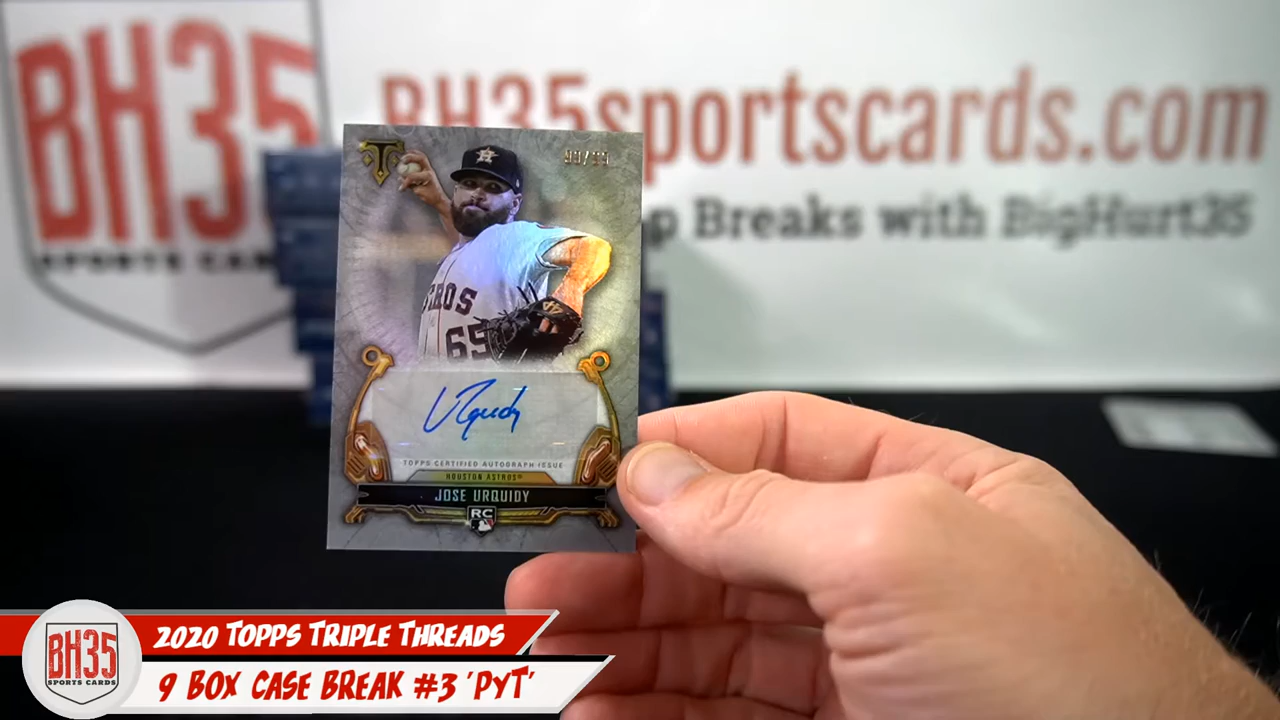 BH35
SPORTS CARDS
BH35sportscards.com
p Breaks with BigHurt35
T
65
Urquidy
TOPPS CERTIFIED AUTOGRAPH ISSUE
HOUSTON ASTROS
JOSE URQUIDY
RC
BH35
SPORTS CARDS
2020 TOPPS TRIPLE THREADS
9 BOX CASE BREAK #3 'PYT'